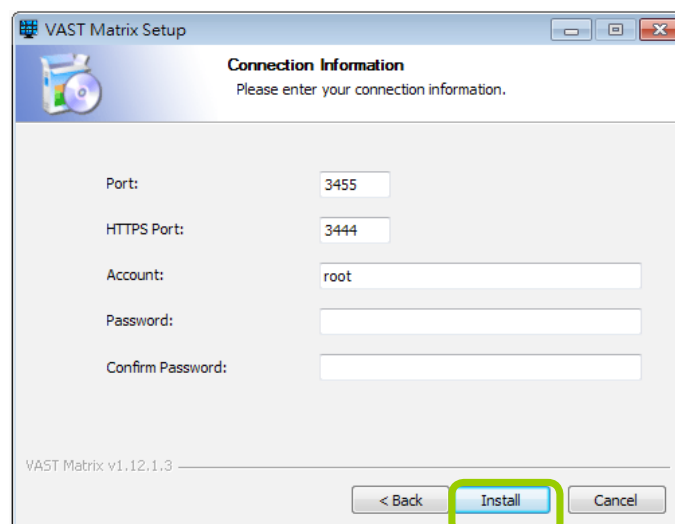 VAST Matrix Setup
Connection Information
Please enter your connection information.
Port: 3455
HTTPS Port: 3444
Account: root
Password:
Confirm Password:
VAST Matrix v1.12.1.3
< Back Install Cancel